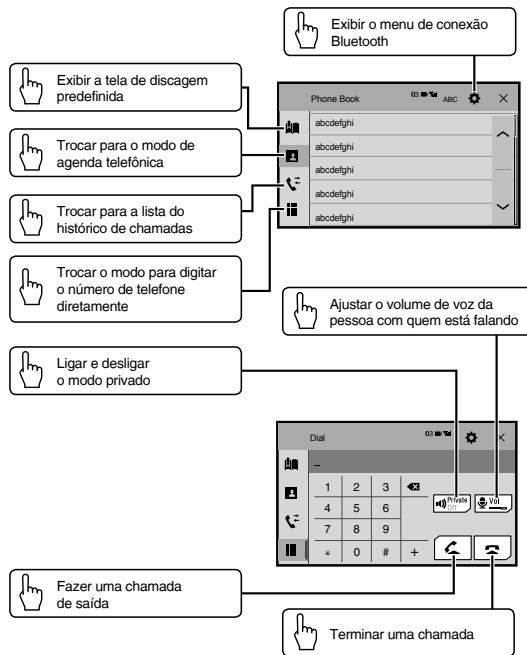 Exibir o menu de conexão
Bluetooth
Exibir a tela de discagem
predefinida
Trocar para o modo de
agenda telefônica
Trocar para a lista do
histórico de chamadas
Trocar o modo para digitar
o número de telefone
diretamente
Phone Book 03 ABC
abcdefghi
abcdefghi
abcdefghi
abcdefghi
abcdefghi
Ajustar o volume de voz da
pessoa com quem está falando
Ligar e desligar
o modo privado
Dial 03
1 2 3
4 5 6
7 8 9
* 0 # +
Private
Off
Vol
Fazer uma chamada
de saída
Terminar uma chamada